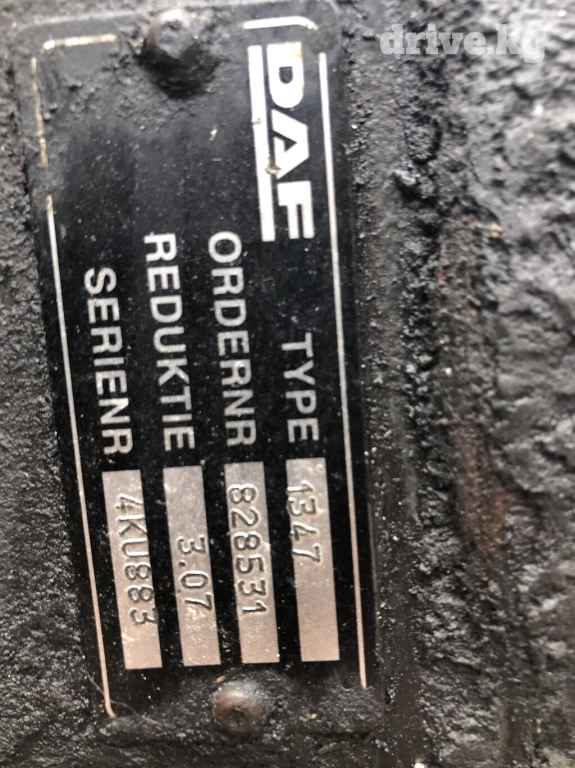 drive.kg
DAF
TYPE 1347
ORDERNR 828531
REDUKTIE 3.07
SERIENR 4KU883